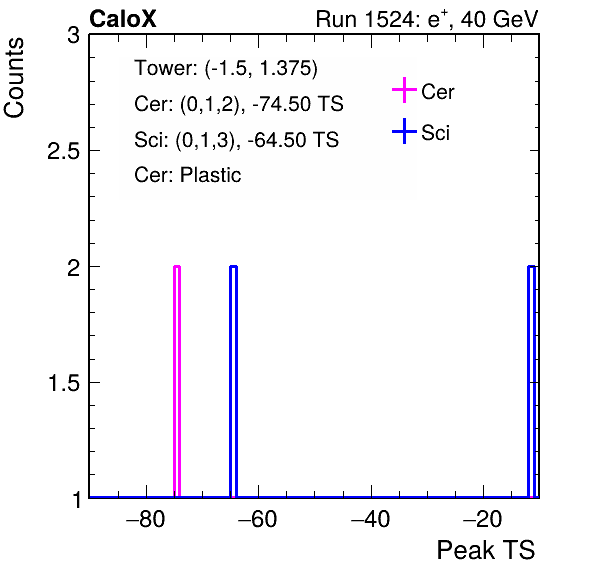 CaloX Run 1524: e⁺, 40 GeV
Counts
3
2.5
2
1.5
1
Tower: (-1.5, 1.375)
Cer: (0,1,2), -74.50 TS
Sci: (0,1,3), -64.50 TS
Cer: Plastic
Cer
Sci
−80 −60 −40 −20
Peak TS